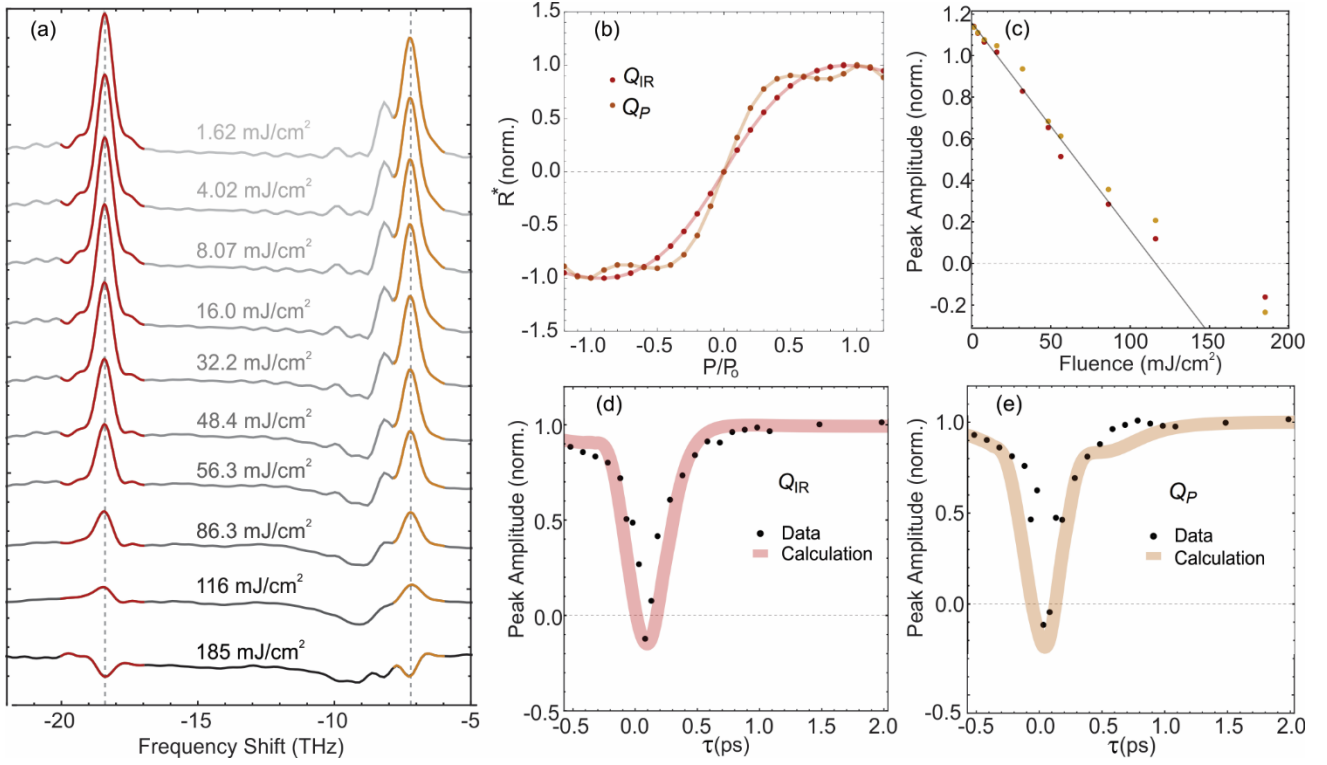 (a)
1.62 mJ/cm²
4.02 mJ/cm²
8.07 mJ/cm²
16.0 mJ/cm²
32.2 mJ/cm²
48.4 mJ/cm²
56.3 mJ/cm²
86.3 mJ/cm²
116 mJ/cm²
185 mJ/cm²
-20
-15
-10
-5
Frequency Shift (THz)
(b)
1.5
1.0
0.5
0.0
-0.5
-1.0
-1.5
R* (norm.)
Q_IR
Q_P
-1.0
-0.5
0.0
0.5
1.0
P/P₀
(c)
1.2
1.0
0.8
0.6
0.4
0.2
0.0
-0.2
Peak Amplitude (norm.)
0
50
100
150
200
Fluence (mJ/cm²)
(d)
1.0
0.5
0.0
-0.5
Peak Amplitude (norm.)
Q_IR
Data
Calculation
-0.5
0.0
0.5
1.0
1.5
2.0
τ(ps)
(e)
1.0
0.5
0.0
-0.5
Peak Amplitude (norm.)
Q_P
Data
Calculation
-0.5
0.0
0.5
1.0
1.5
2.0
τ(ps)